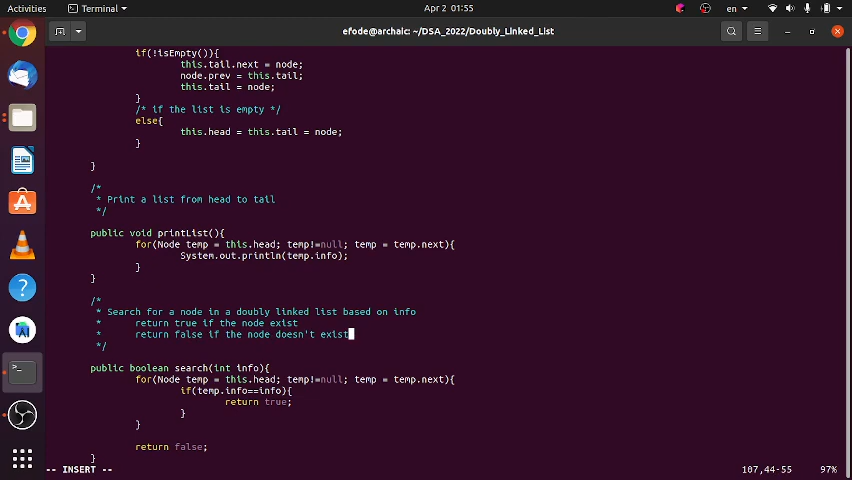 Activities
Terminal
Apr 2 01:55
en
efode@archaic: ~/DSA_2022/Doubly_Linked_List
if(!isEmpty()){
this.tail.next = node;
node.prev = this.tail;
this.tail = node;
}
/* if the list is empty */
else{
this.head = this.tail = node;
}
}
/*
* Print a list from head to tail
*/
public void printList(){
for(Node temp = this.head; temp!=null; temp = temp.next){
System.out.println(temp.info);
}
}
/*
* Search for a node in a doubly linked list based on info
* return true if the node exist
* return false if the node doesn't exist
*/
public boolean search(int info){
for(Node temp = this.head; temp!=null; temp = temp.next){
if(temp.info==info){
return true;
}
}
return false;
}
-- INSERT --
107,44-55
97%